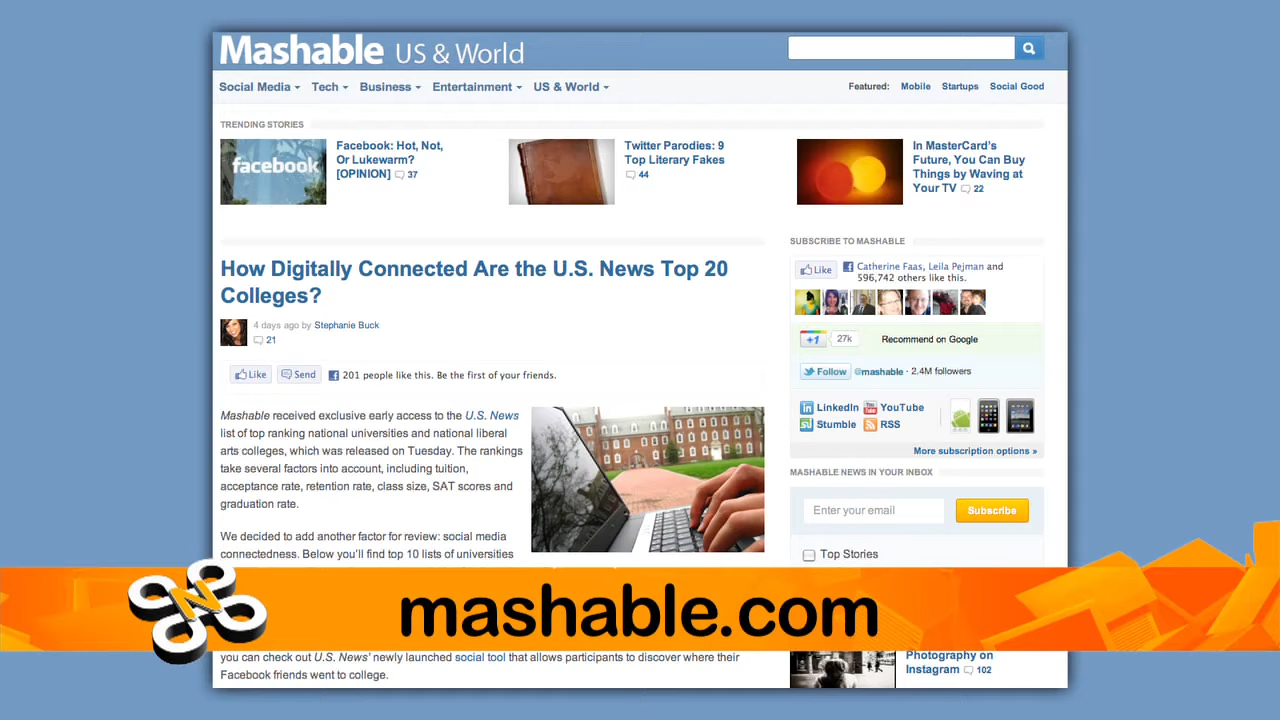 Mashable US & World
Social Media Tech Business Entertainment US & World
Featured: Mobile Startups Social Good
TRENDING STORIES
facebook
Facebook: Hot, Not,
Or Lukewarm?
[OPINION] 37
Twitter Parodies: 9
Top Literary Fakes
44
In MasterCard's
Future, You Can Buy
Things by Waving at
Your TV 22
How Digitally Connected Are the U.S. News Top 20
Colleges?
4 days ago by Stephanie Buck
21
Like Send 201 people like this. Be the first of your friends.
Mashable received exclusive early access to the U.S. News
list of top ranking national universities and national liberal
arts colleges, which was released on Tuesday. The rankings
take several factors into account, including tuition,
acceptance rate, retention rate, class size, SAT scores and
graduation rate.
We decided to add another factor for review: social media
connectedness. Below you'll find top 10 lists of universities
SUBSCRIBE TO MASHABLE
Like Catherine Faas, Leila Pejman and
596,742 others like this.
+1 27k Recommend on Google
Follow @mashable · 2.4M followers
LinkedIn YouTube
Stumble RSS
More subscription options »
MASHABLE NEWS IN YOUR INBOX
Enter your email Subscribe
Top Stories
N
mashable.com
you can check out U.S. News' newly launched social tool that allows participants to discover where their
Facebook friends went to college.
Photography on
Instagram 102